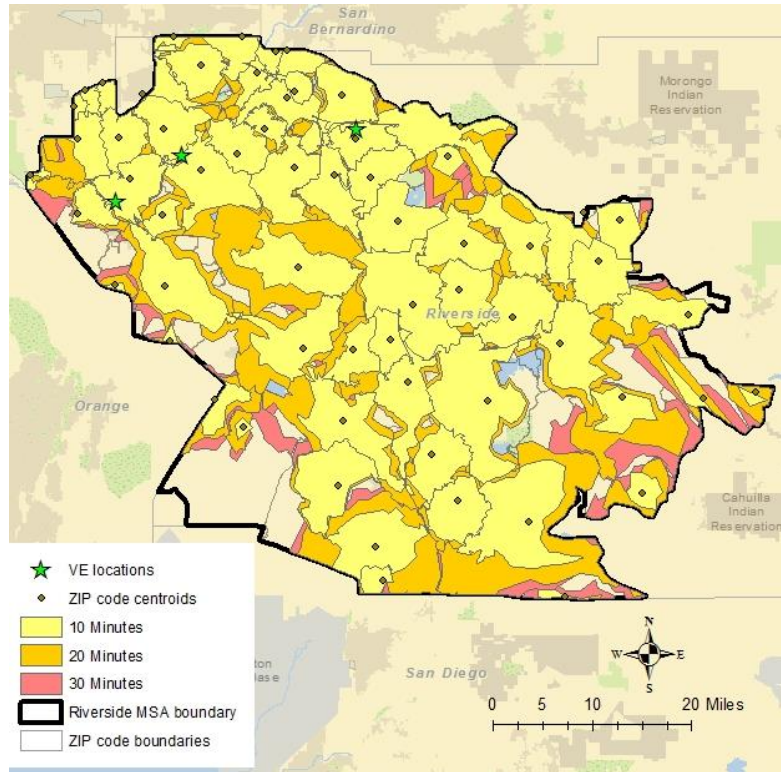 San
Bernardino
Morongo
Indian
Reservation
Riverside
Orange
Cahuilla
Indian
Reservation
VE locations
ZIP code centroids
10 Minutes
20 Minutes
30 Minutes
Riverside MSA boundary
ZIP code boundaries
San Diego
N
W E
S
0 5 10 20 Miles